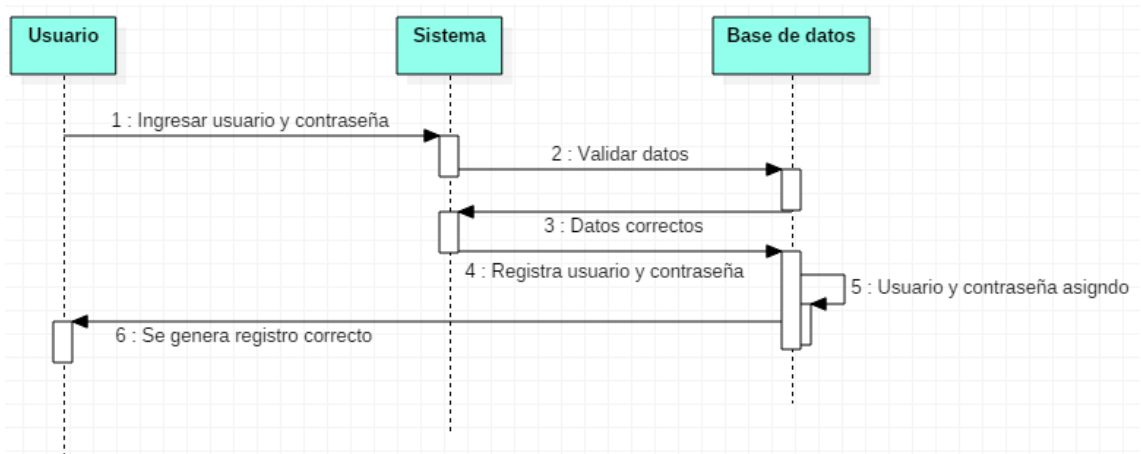 Usuario
Sistema
Base de datos
1 : Ingresar usuario y contraseña
2 : Validar datos
3 : Datos correctos
4 : Registra usuario y contraseña
5 : Usuario y contraseña asigndo
6 : Se genera registro correcto